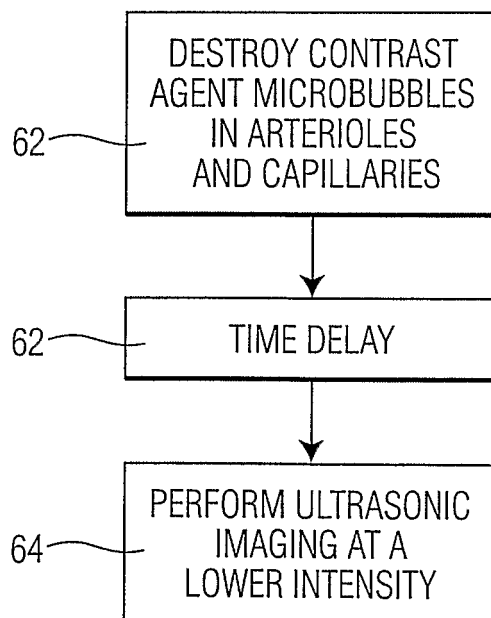 DESTROY CONTRAST
AGENT MICROBUBBLES
62 IN ARTERIOLES
AND CAPILLARIES
62 TIME DELAY
PERFORM ULTRASONIC
64 IMAGING AT A
LOWER INTENSITY